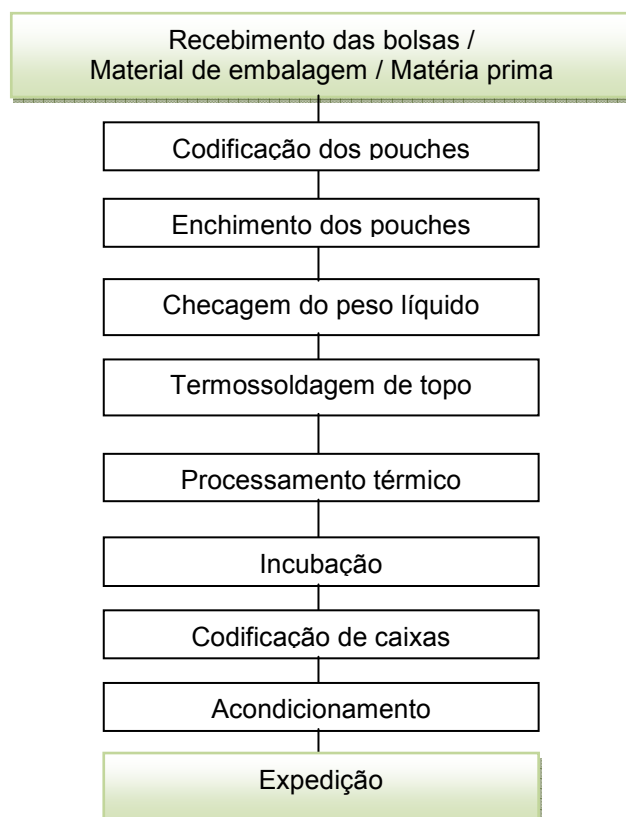 Recebimento das bolsas /
Material de embalagem / Matéria prima
Codificação dos pouches
Enchimento dos pouches
Checagem do peso líquido
Termossoldagem de topo
Processamento térmico
Incubação
Codificação de caixas
Acondicionamento
Expedição